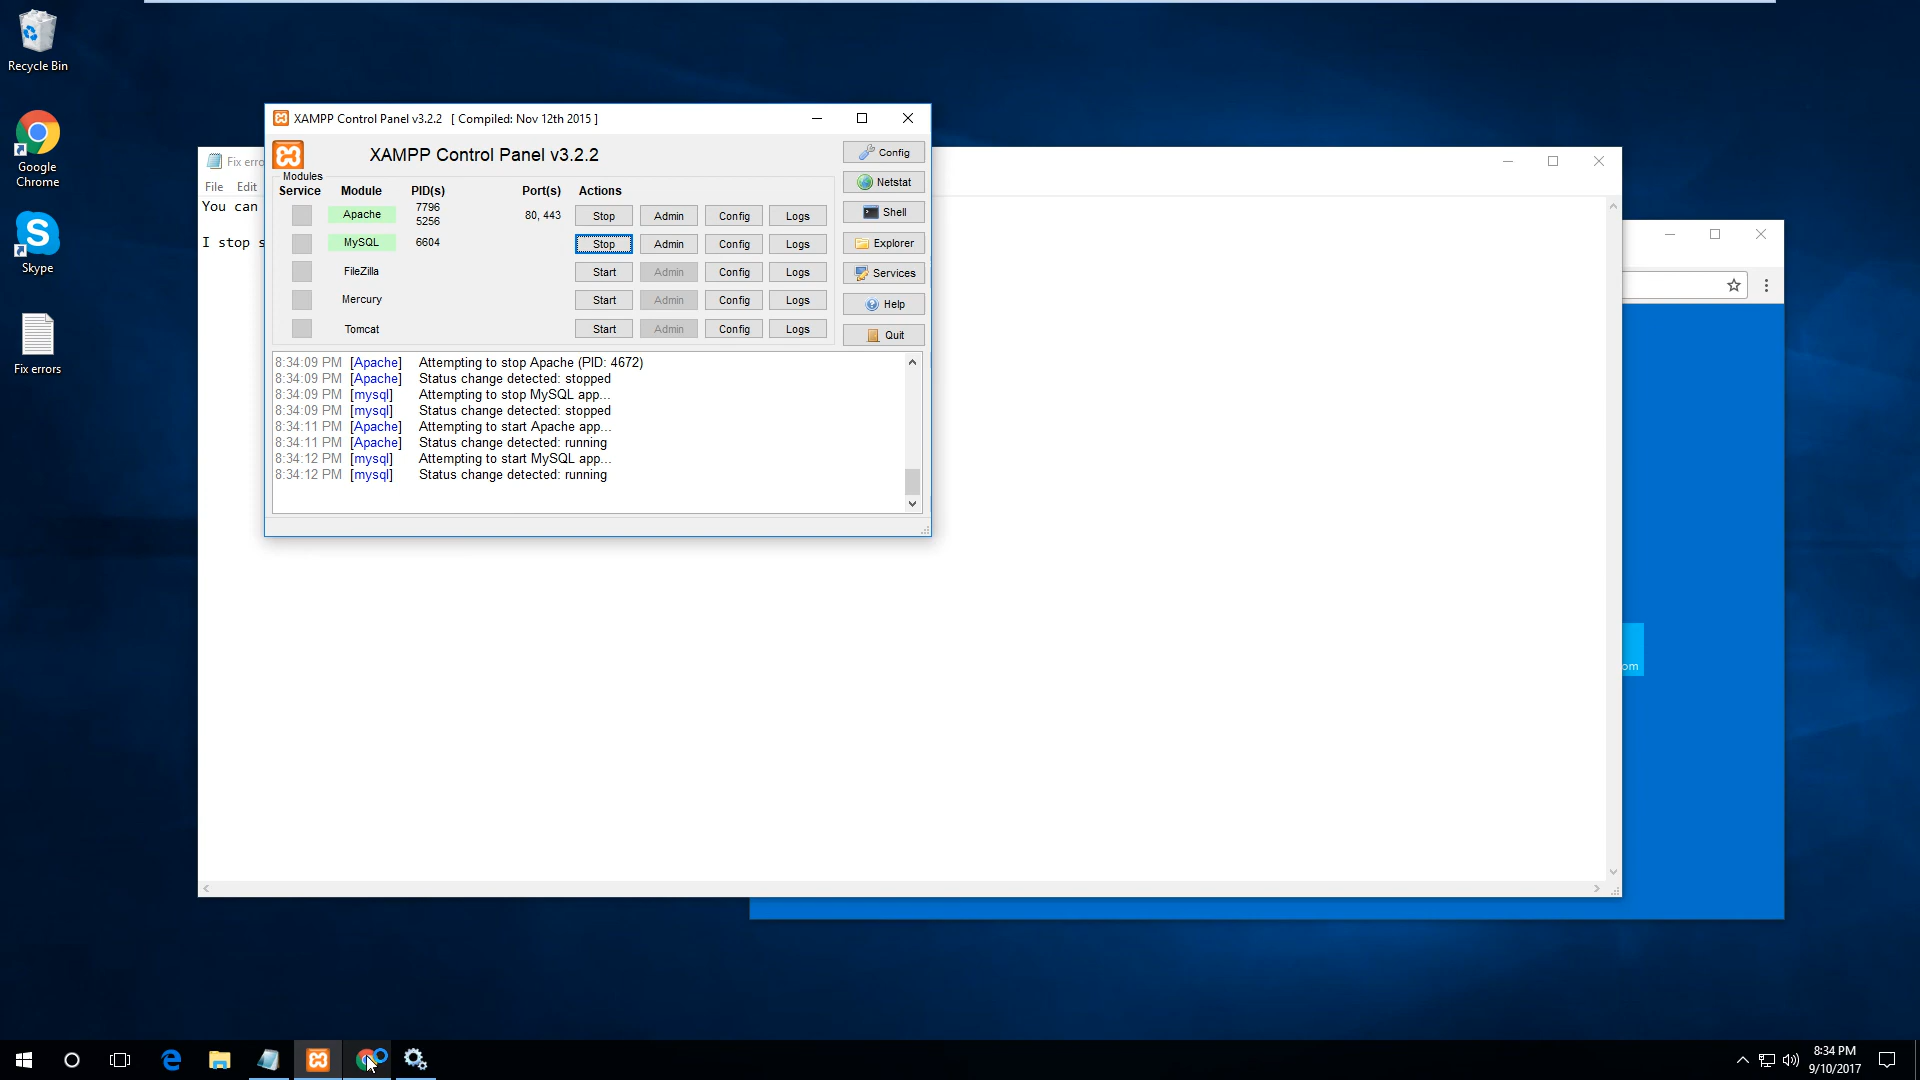 Recycle Bin
Google
Chrome
Skype
Fix errors
XAMPP Control Panel v3.2.2 [ Compiled: Nov 12th 2015 ]
XAMPP Control Panel v3.2.2
Modules
Service Module PID(s) Port(s) Actions
Apache 7796 5256 80, 443 Stop Admin Config Logs
MySQL 6604 Stop Admin Config Logs
FileZilla Start Admin Config Logs
Mercury Start Admin Config Logs
Tomcat Start Admin Config Logs
Config
Netstat
Shell
Explorer
Services
Help
Quit
8:34:09 PM [Apache] Attempting to stop Apache (PID: 4672)
8:34:09 PM [Apache] Status change detected: stopped
8:34:09 PM [mysql] Attempting to stop MySQL app...
8:34:09 PM [mysql] Status change detected: stopped
8:34:11 PM [Apache] Attempting to start Apache app...
8:34:11 PM [Apache] Status change detected: running
8:34:12 PM [mysql] Attempting to start MySQL app...
8:34:12 PM [mysql] Status change detected: running
Fix erro
File Edit
You can
I stop s
om
8:34 PM
9/10/2017